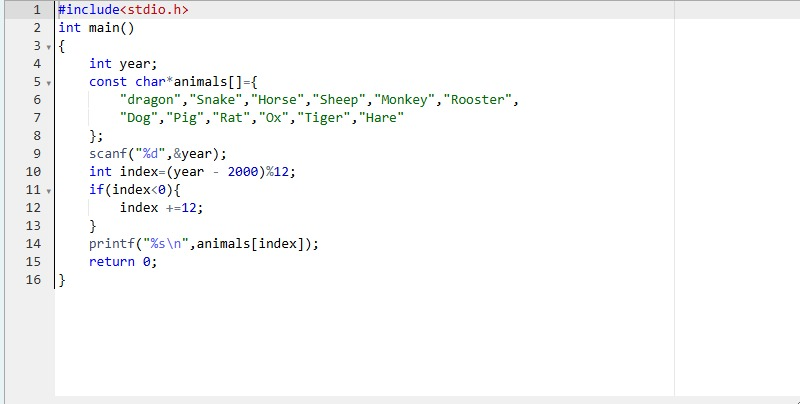 1 #include<stdio.h>
2 int main()
3 {
4     int year;
5     const char*animals[]={
6         "dragon","Snake","Horse","Sheep","Monkey","Rooster",
7         "Dog","Pig","Rat","Ox","Tiger","Hare"
8     };
9     scanf("%d",&year);
10     int index=(year - 2000)%12;
11     if(index<0){
12         index +=12;
13     }
14     printf("%s\n",animals[index]);
15     return 0;
16 }